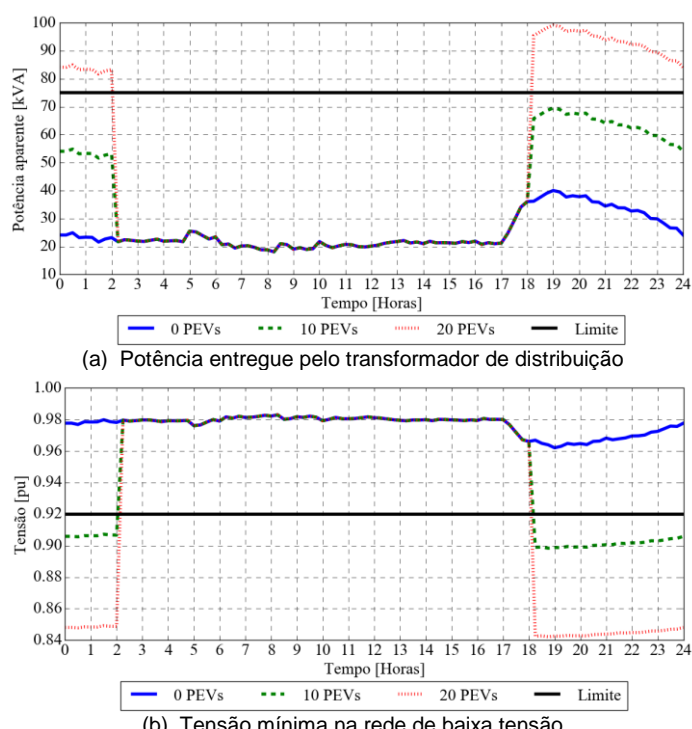 100
90
80
70
60
50
40
30
20
10
Potência aparente [kVA]
0 1 2 3 4 5 6 7 8 9 10 11 12 13 14 15 16 17 18 19 20 21 22 23 24
Tempo [Horas]
0 PEVs 10 PEVs 20 PEVs Limite
(a) Potência entregue pelo transformador de distribuição
1.00
0.98
0.96
0.94
0.92
0.90
0.88
0.86
0.84
Tensão [pu]
0 1 2 3 4 5 6 7 8 9 10 11 12 13 14 15 16 17 18 19 20 21 22 23 24
Tempo [Horas]
0 PEVs 10 PEVs 20 PEVs Limite
(b) Tensão mínima na rede de baixa tensão